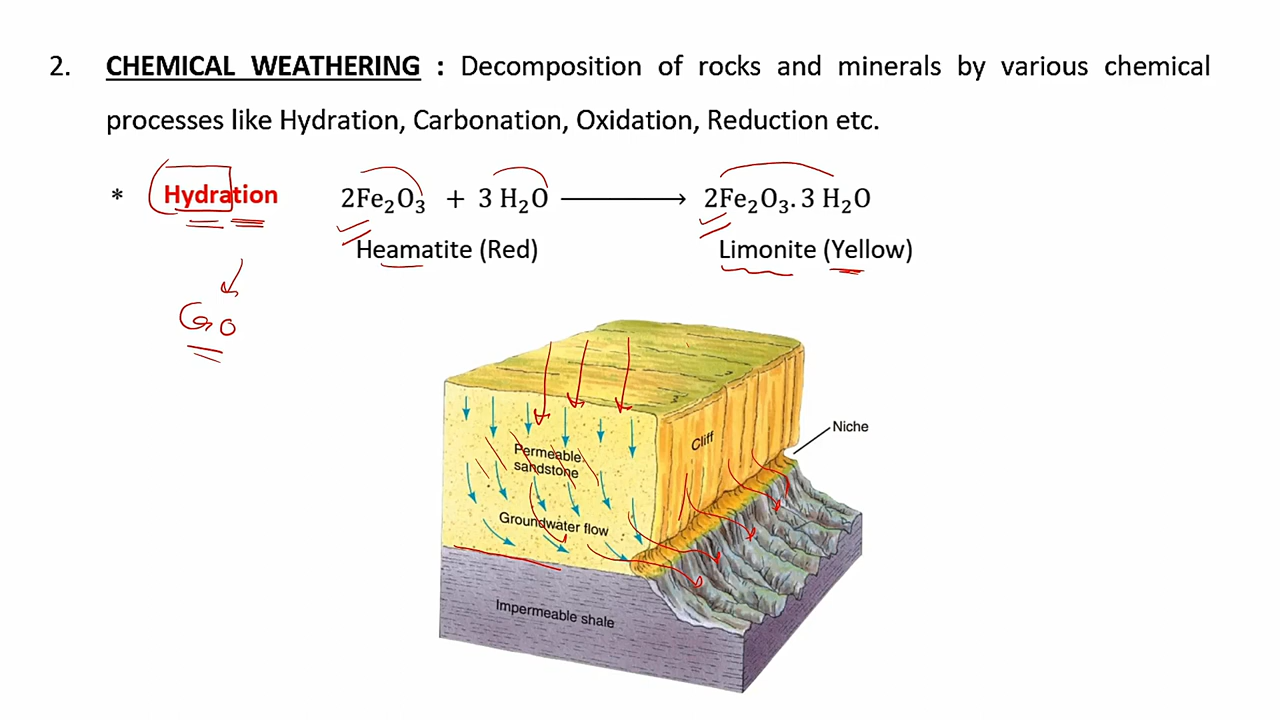 2. CHEMICAL WEATHERING : Decomposition of rocks and minerals by various chemical
processes like Hydration, Carbonation, Oxidation, Reduction etc.
* Hydration 2Fe₂O₃ + 3 H₂O ⟶ 2Fe₂O₃. 3 H₂O
Heamatite (Red) Limonite (Yellow)
Niche
Cliff
Permeable
sandstone
Groundwater flow
Impermeable shale